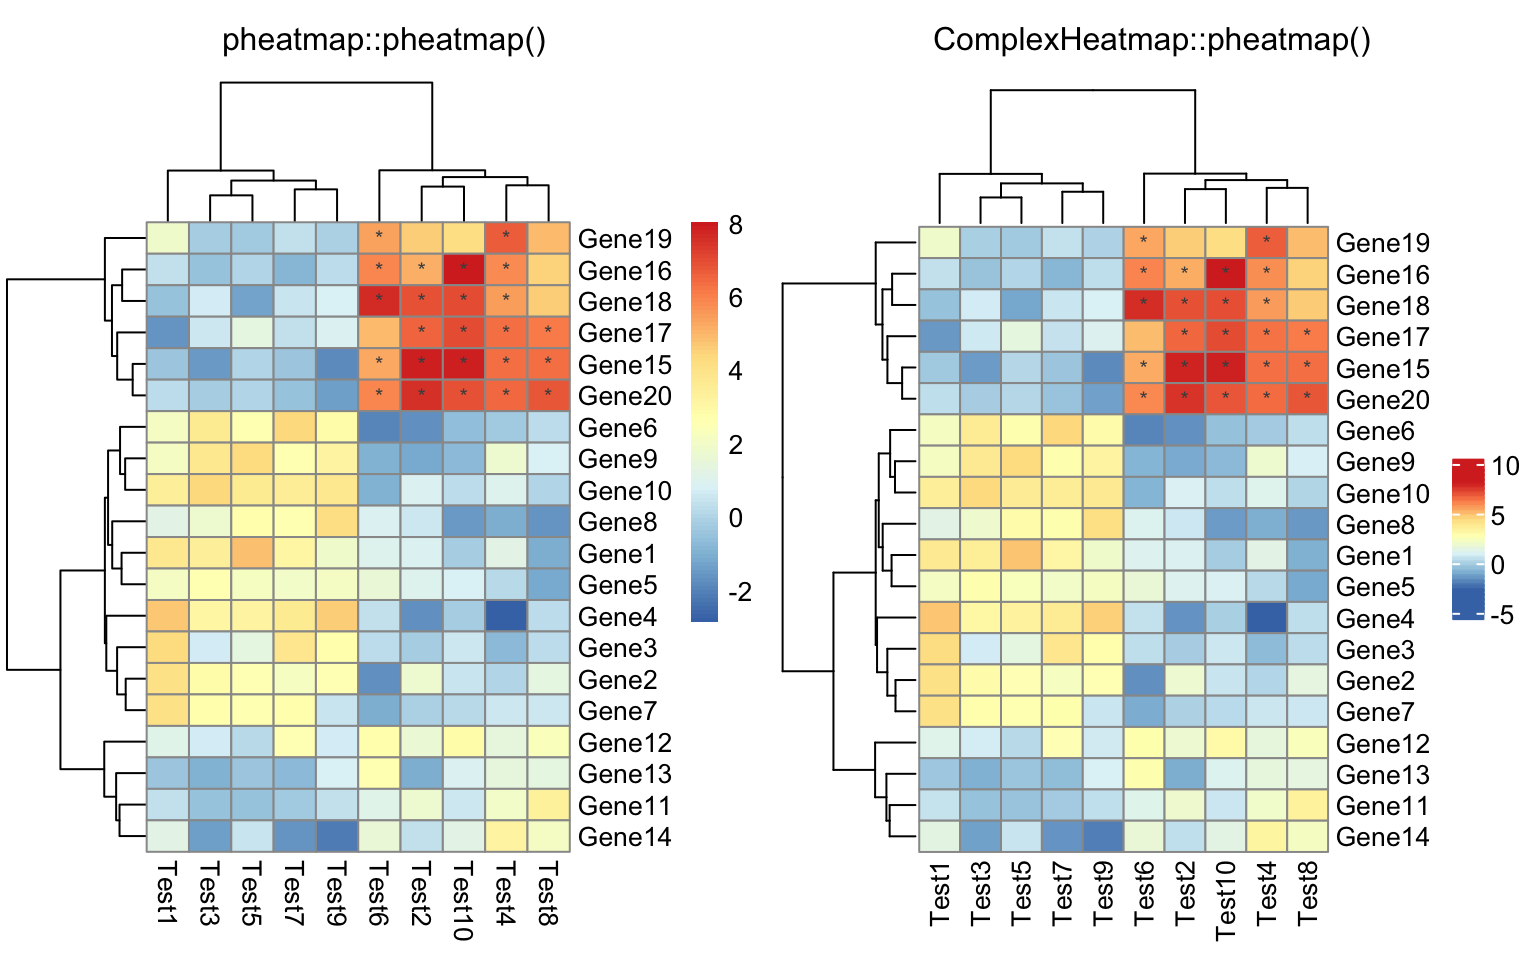 pheatmap::pheatmap()
Gene19
Gene16
Gene18
Gene17
Gene15
Gene20
Gene6
Gene9
Gene10
Gene8
Gene1
Gene5
Gene4
Gene3
Gene2
Gene7
Gene12
Gene13
Gene11
Gene14
* *
* * * *
* * * *
* * * *
* * * * *
* * * * *
Test1 Test3 Test5 Test7 Test9 Test6 Test2 Test10 Test4 Test8
8
6
4
2
0
-2
ComplexHeatmap::pheatmap()
Gene19
Gene16
Gene18
Gene17
Gene15
Gene20
Gene6
Gene9
Gene10
Gene8
Gene1
Gene5
Gene4
Gene3
Gene2
Gene7
Gene12
Gene13
Gene11
Gene14
* *
* * * *
* * * *
* * * *
* * * * *
* * * * *
Test1 Test3 Test5 Test7 Test9 Test6 Test2 Test10 Test4 Test8
10
5
0
-5